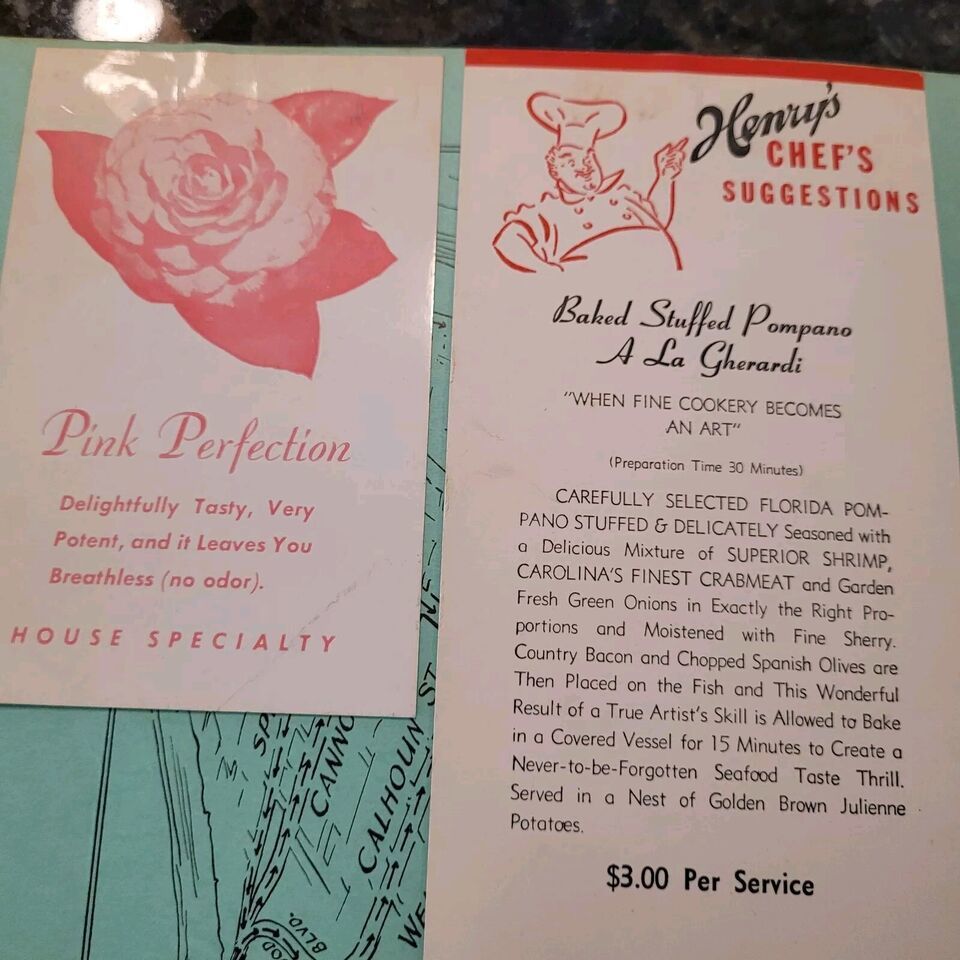 Pink Perfection
Delightfully Tasty, Very
Potent, and it Leaves You
Breathless (no odor).
HOUSE SPECIALTY
Henry's
CHEF'S
SUGGESTIONS
Baked Stuffed Pompano
A La Gherardi
"WHEN FINE COOKERY BECOMES
AN ART"
(Preparation Time 30 Minutes)
CAREFULLY SELECTED FLORIDA POM-
PANO STUFFED & DELICATELY Seasoned with
a Delicious Mixture of SUPERIOR SHRIMP,
CAROLINA'S FINEST CRABMEAT and Garden
Fresh Green Onions in Exactly the Right Pro-
portions and Moistened with Fine Sherry.
Country Bacon and Chopped Spanish Olives are
Then Placed on the Fish and This Wonderful
Result of a True Artist's Skill is Allowed to Bake
in a Covered Vessel for 15 Minutes to Create a
Never-to-be-Forgotten Seafood Taste Thrill.
Served in a Nest of Golden Brown Julienne
Potatoes.
$3.00 Per Service
ST
CALHOUN
BLVD.